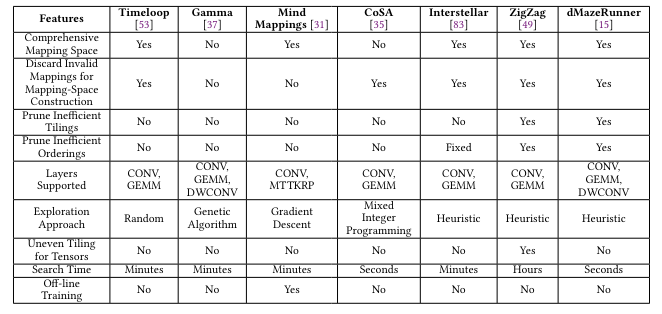 Features Timeloop [53] Gamma [37] Mind Mappings [31] CoSA [35] Interstellar [83] ZigZag [49] dMazeRunner [15]
Comprehensive Mapping Space Yes No Yes No Yes Yes Yes
Discard Invalid Mappings for Mapping-Space Construction Yes No No Yes Yes Yes Yes
Prune Inefficient Tilings No No No No No Yes Yes
Prune Inefficient Orderings No No No No Fixed Yes Yes
Layers Supported CONV, GEMM CONV, GEMM, DWCONV CONV, MTTKRP CONV, GEMM CONV, GEMM CONV, GEMM CONV, GEMM, DWCONV
Exploration Approach Random Genetic Algorithm Gradient Descent Mixed Integer Programming Heuristic Heuristic Heuristic
Uneven Tiling for Tensors No No No No No Yes No
Search Time Minutes Minutes Minutes Seconds Minutes Hours Seconds
Off-line Training No No Yes No No No No